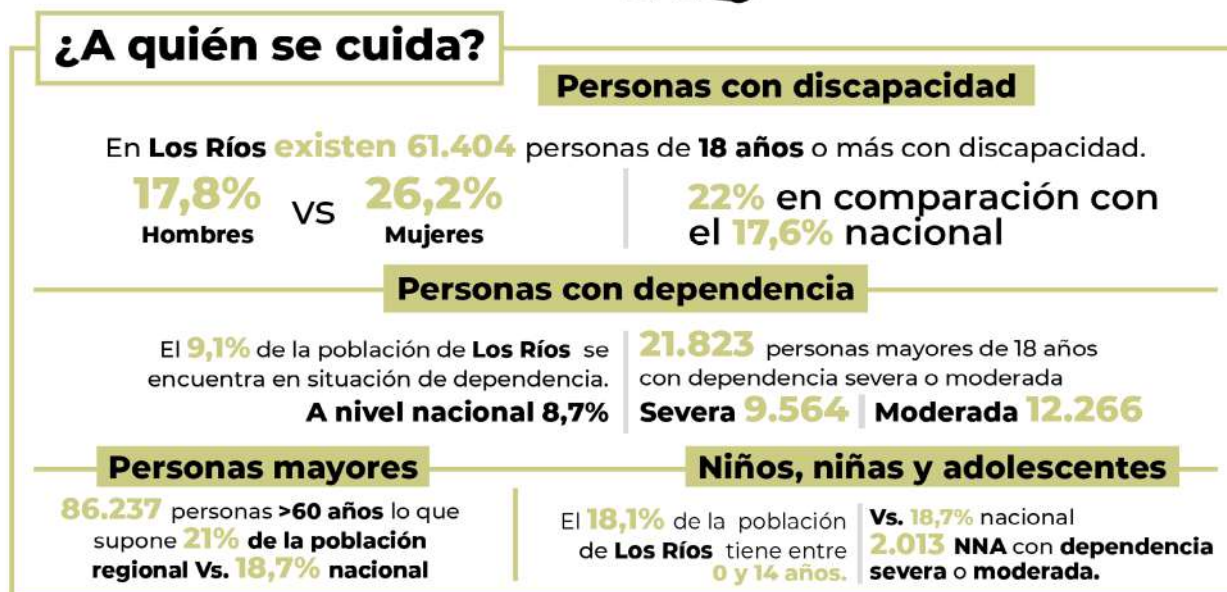 ¿A quién se cuida?
Personas con discapacidad
En Los Ríos existen 61.404 personas de 18 años o más con discapacidad.
17,8%
Hombres
VS
26,2%
Mujeres
22% en comparación con
el 17,6% nacional
Personas con dependencia
El 9,1% de la población de Los Ríos se
encuentra en situación de dependencia.
A nivel nacional 8,7%
21.823 personas mayores de 18 años
con dependencia severa o moderada
Severa 9.564 | Moderada 12.266
Personas mayores
86.237 personas >60 años lo que
supone 21% de la población
regional Vs. 18,7% nacional
Niños, niñas y adolescentes
El 18,1% de la población
de Los Ríos tiene entre
0 y 14 años.
Vs. 18,7% nacional
2.013 NNA con dependencia
severa o moderada.